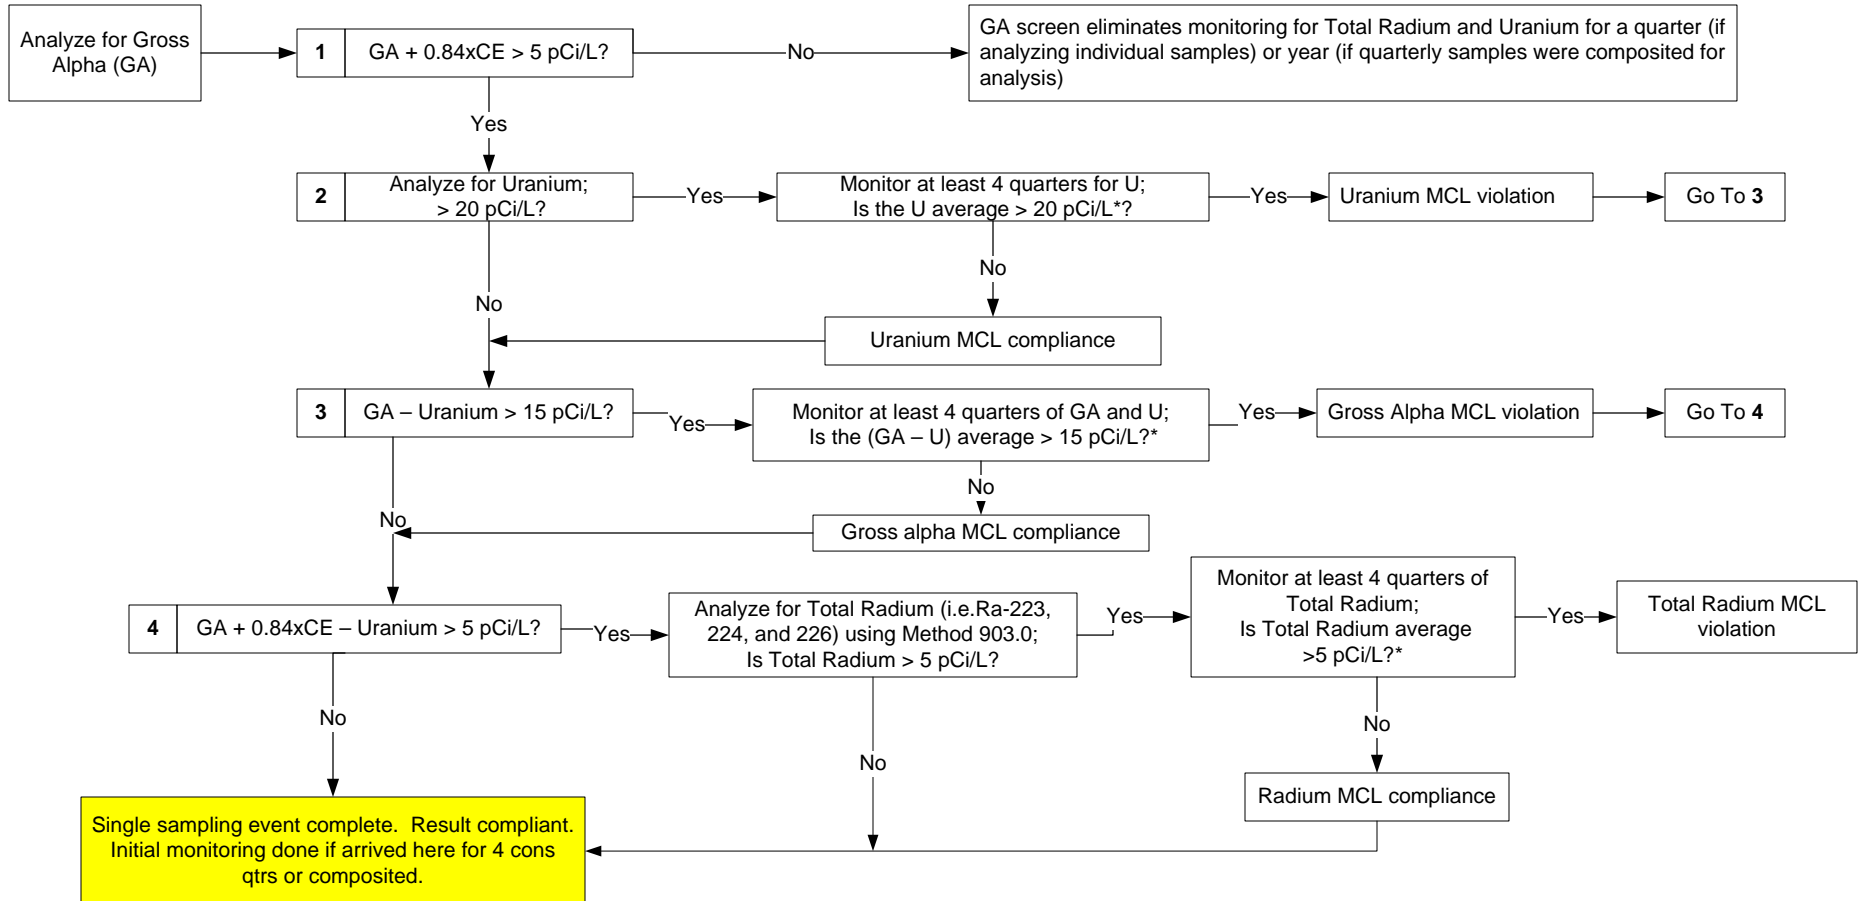 Analyze for Gross
Alpha (GA)
1
GA + 0.84xCE > 5 pCi/L?
No
GA screen eliminates monitoring for Total Radium and Uranium for a quarter (if
analyzing individual samples) or year (if quarterly samples were composited for
analysis)
Yes
2
Analyze for Uranium;
> 20 pCi/L?
Yes
Monitor at least 4 quarters for U;
Is the U average > 20 pCi/L*?
Yes
Uranium MCL violation
Go To 3
No
No
Uranium MCL compliance
3
GA – Uranium > 15 pCi/L?
Yes
Monitor at least 4 quarters of GA and U;
Is the (GA – U) average > 15 pCi/L?*
Yes
Gross Alpha MCL violation
Go To 4
No
No
Gross alpha MCL compliance
4
GA + 0.84xCE – Uranium > 5 pCi/L?
Yes
Analyze for Total Radium (i.e.Ra-223,
224, and 226) using Method 903.0;
Is Total Radium > 5 pCi/L?
Yes
Monitor at least 4 quarters of
Total Radium;
Is Total Radium average
>5 pCi/L?*
Yes
Total Radium MCL
violation
No
No
No
Radium MCL compliance
Single sampling event complete.  Result compliant.
Initial monitoring done if arrived here for 4 cons
qtrs or composited.